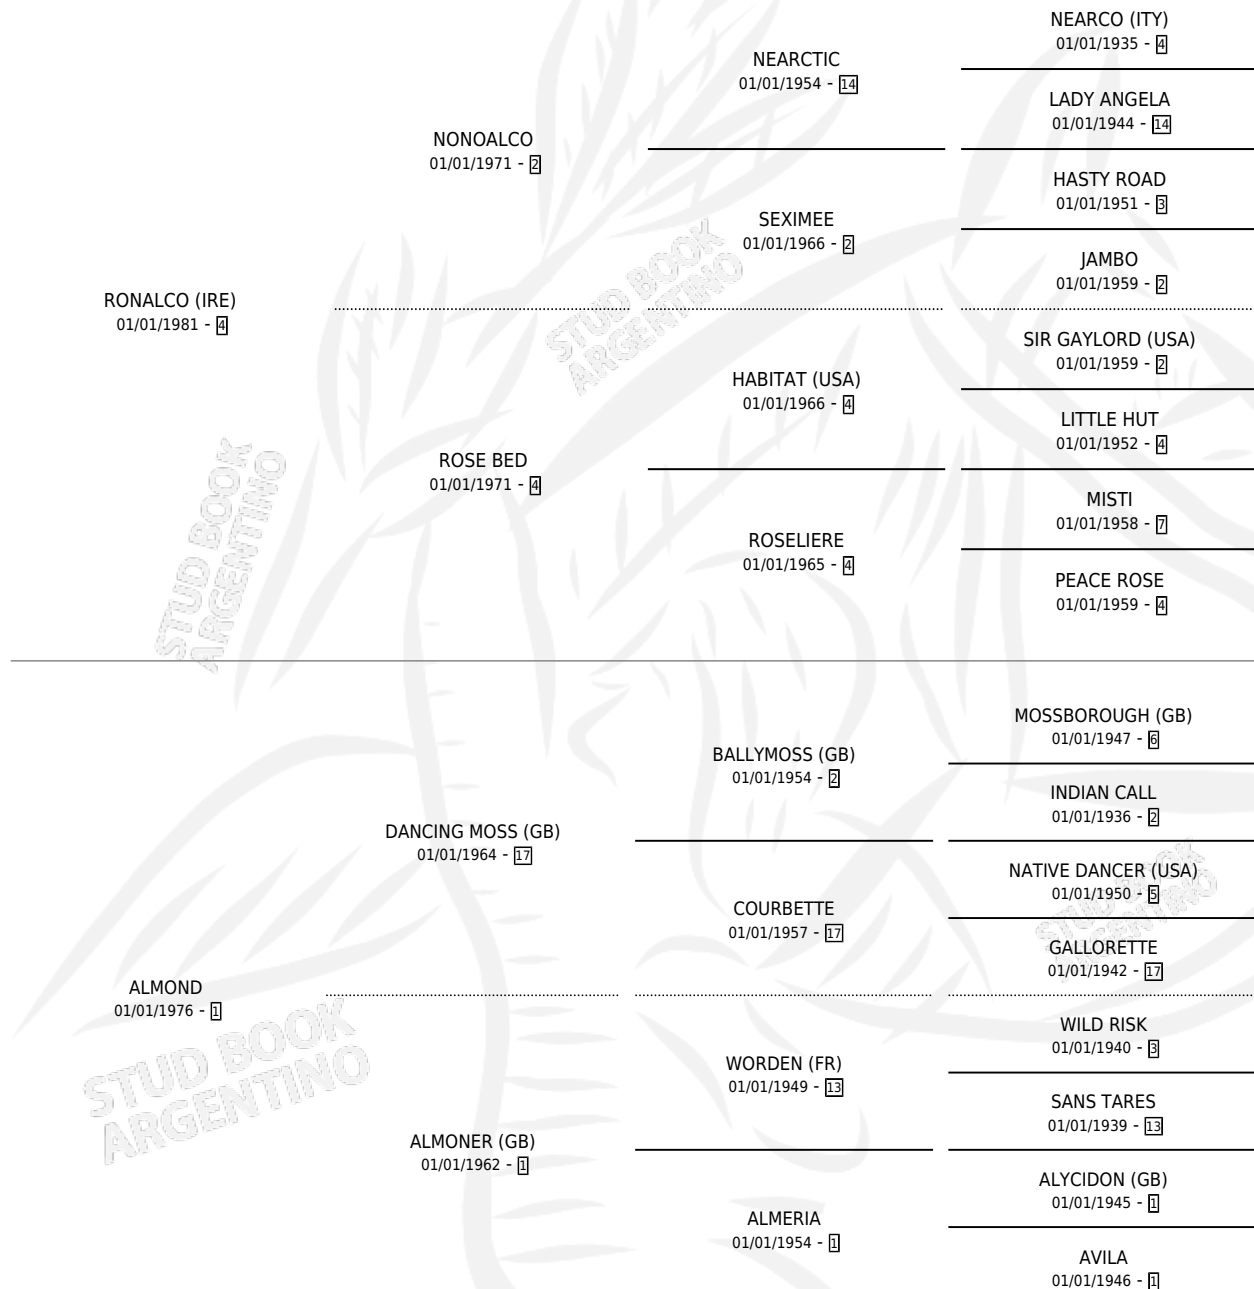 NEARCO (ITY)
01/01/1935 - 4
NEARCTIC
01/01/1954 - 14
LADY ANGELA
01/01/1944 - 14
NONOALCO
01/01/1971 - 2
HASTY ROAD
01/01/1951 - 3
SEXIMEE
01/01/1966 - 2
JAMBO
01/01/1959 - 2
RONALCO (IRE)
01/01/1981 - 4
SIR GAYLORD (USA)
01/01/1959 - 2
HABITAT (USA)
01/01/1966 - 4
LITTLE HUT
01/01/1952 - 4
ROSE BED
01/01/1971 - 4
MISTI
01/01/1958 - 7
ROSELIERE
01/01/1965 - 4
PEACE ROSE
01/01/1959 - 4
MOSSBOROUGH (GB)
01/01/1947 - 6
BALLYMOSS (GB)
01/01/1954 - 2
INDIAN CALL
01/01/1936 - 2
DANCING MOSS (GB)
01/01/1964 - 17
NATIVE DANCER (USA)
01/01/1950 - 5
COURBETTE
01/01/1957 - 17
GALLORETTE
01/01/1942 - 17
ALMOND
01/01/1976 - 1
WILD RISK
01/01/1940 - 3
WORDEN (FR)
01/01/1949 - 13
SANS TARES
01/01/1939 - 13
ALMONER (GB)
01/01/1962 - 1
ALYCIDON (GB)
01/01/1945 - 1
ALMERIA
01/01/1954 - 1
AVILA
01/01/1946 - 1
STUD BOOK
ARGENTINO
STUD BOOK
ARGENTINO
STUD BOOK
ARGENTINO
STUD BOOK
ARGENTINO